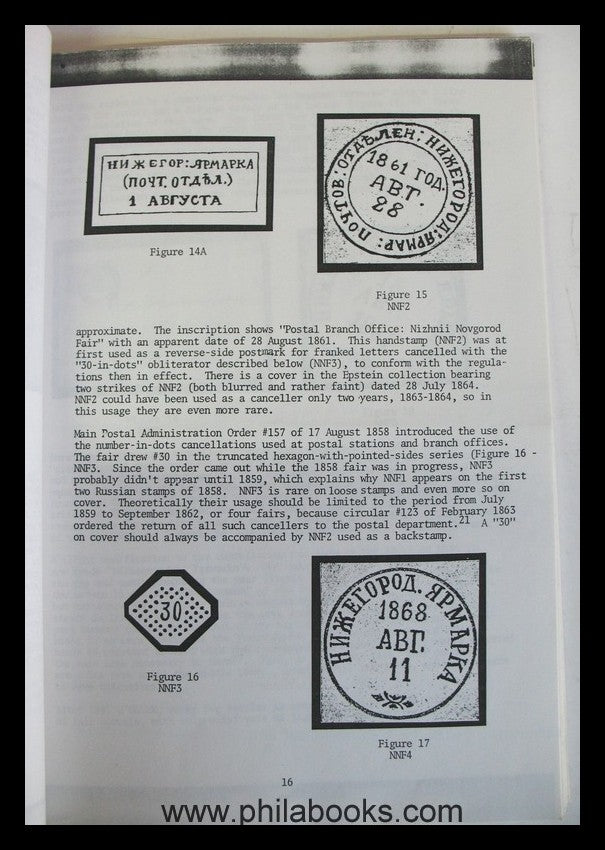 НИЖЕГОР: ЯРМАРКА
(ПОЧТ. ОТДѢЛ.)
1 АВГУСТА
Figure 14A
ПОЧТОВ: ОТДѢЛЕН: НИЖЕГОРОД: ЯРМАР:
1861 ГОД.
АВГ.
28
Figure 15
NNF2
approximate. The inscription shows "Postal Branch Office: Nizhnii Novgorod
Fair" with an apparent date of 28 August 1861. This handstamp (NNF2) was at
first used as a reverse-side postmark for franked letters cancelled with the
"30-in-dots" obliterator described below (NNF3), to conform with the regula-
tions then in effect. There is a cover in the Epstein collection bearing
two strikes of NNF2 (both blurred and rather faint) dated 28 July 1864.
NNF2 could have been used as a canceller only two years, 1863-1864, so in
this usage they are even more rare.
Main Postal Administration Order #157 of 17 August 1858 introduced the use of
the number-in-dots cancellations used at postal stations and branch offices.
The fair drew #30 in the truncated hexagon-with-pointed-sides series (Figure 16 -
NNF3. Since the order came out while the 1858 fair was in progress, NNF3
probably didn't appear until 1859, which explains why NNF1 appears on the first
two Russian stamps of 1858. NNF3 is rare on loose stamps and even more so on
cover. Theoretically their usage should be limited to the period from July
1859 to September 1862, or four fairs, because circular #123 of February 1863
ordered the return of all such cancellers to the postal department.21 A "30"
on cover should always be accompanied by NNF2 used as a backstamp.
30
Figure 16
NNF3
НИЖЕГОРОД. ЯРМАРКА
1868
АВГ.
11
Figure 17
NNF4
16
www.philabooks.com